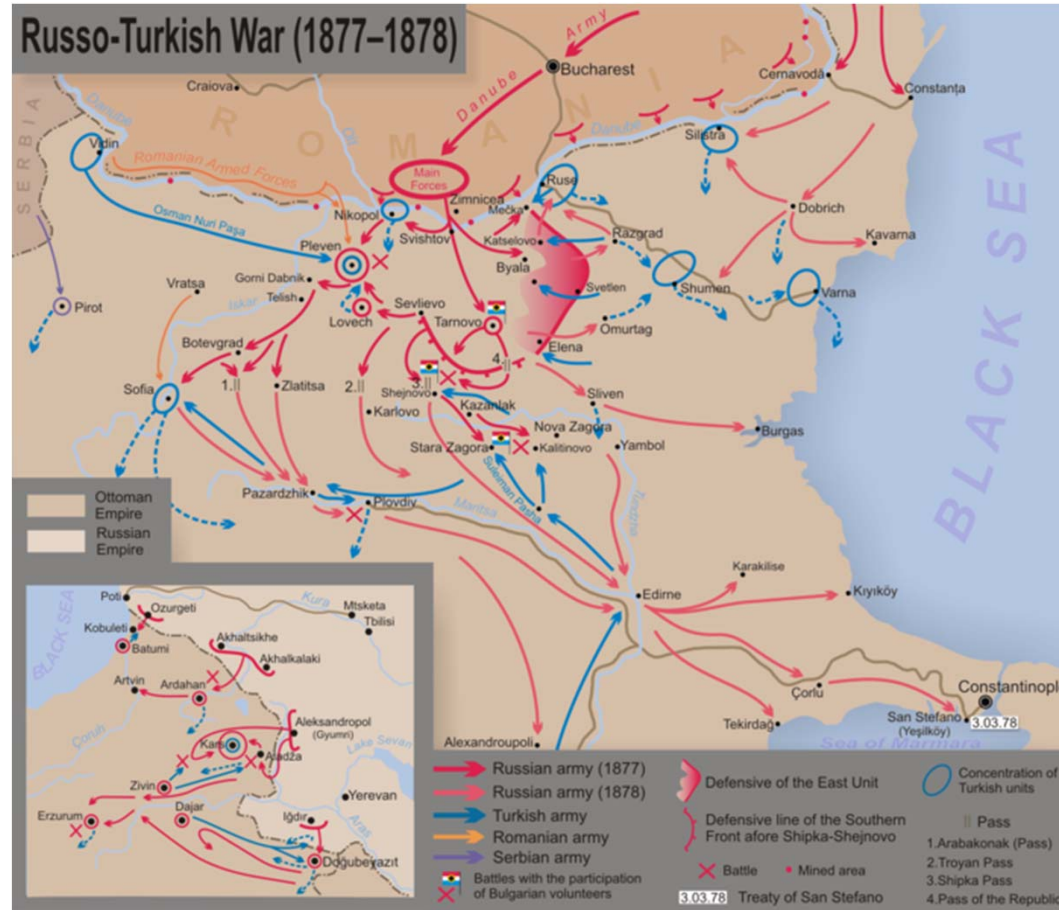 Russo-Turkish War (1877–1878)
Army
Danube
Bucharest
Craiova
ROMANIA
SERBIA
Danube
Olt
Danube
Cernavodă
Constanța
Silistra
Vidin
Romanian Armed Forces
Main
Forces
Osman Nuri Paşa
Nikopol
Zimnicea
Svishtov
Ruse
Mečka
Katselovo
Byala
Razgrad
Dobrich
Kavarna
Pleven
Gorni Dabnik
Telish
Vratsa
Iskar
Pirot
Lovech
Sevlievo
Tarnovo
Svetlen
Shumen
Varna
Omurtag
Elena
Botevgrad
Sofia
1.||
Zlatitsa
2.||
Karlovo
3.||
4.||
Shejnovo
Kazanlak
Sliven
Nova Zagora
Stara Zagora
Kalitinovo
Yambol
Burgas
BLACK SEA
Suleiman Pasha
Pazardzhik
Plovdiv
Maritsa
Tundzha
Edirne
Karakilise
Kıyıköy
Çorlu
Tekirdağ
Constantinopl
San Stefano
(Yeşilköy)
3.03.78
Sea of Marmara
Alexandroupoli
Ottoman
Empire
Russian
Empire
BLACK SEA
Poti
Ozurgeti
Kobuleti
Batumi
Kura
Mtsketa
Tbilisi
Akhaltsikhe
Akhalkalaki
Artvin
Ardahan
Çoruh
Kars
Aleksandropol
(Gyumri)
Aladža
Lake Sevan
Zivin
Erzurum
Dajar
Iğdır
Yerevan
Aras
Doğubeyazıt
Russian army (1877)
Russian army (1878)
Turkish army
Romanian army
Serbian army
Battles with the participation
of Bulgarian volunteers
Defensive of the East Unit
Defensive line of the Southern
Front afore Shipka-Shejnovo
Battle
Mined area
3.03.78 Treaty of San Stefano
Concentration of
Turkish units
|| Pass
1.Arabakonak (Pass)
2.Troyan Pass
3.Shipka Pass
4.Pass of the Republi